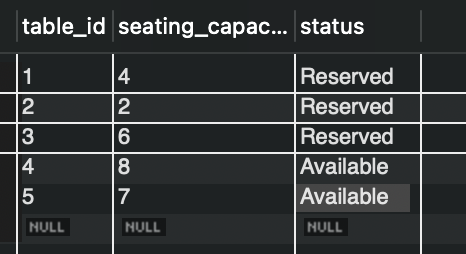 table_id seating_capac... status
1 4 Reserved
2 2 Reserved
3 6 Reserved
4 8 Available
5 7 Available
NULL NULL NULL